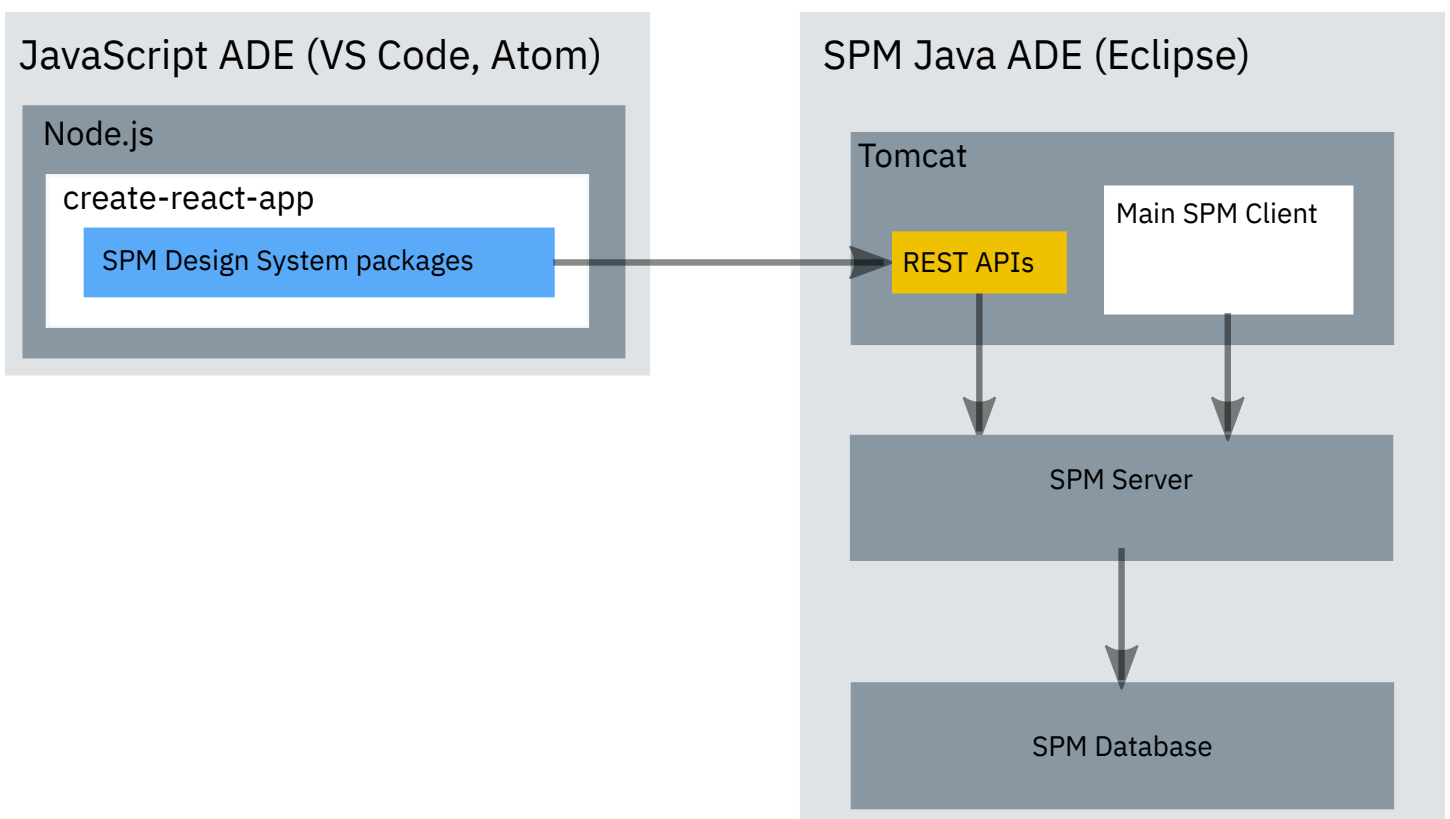 JavaScript ADE (VS Code, Atom)
Node.js
create-react-app
SPM Design System packages
SPM Java ADE (Eclipse)
Tomcat
Main SPM Client
REST APIs
SPM Server
SPM Database